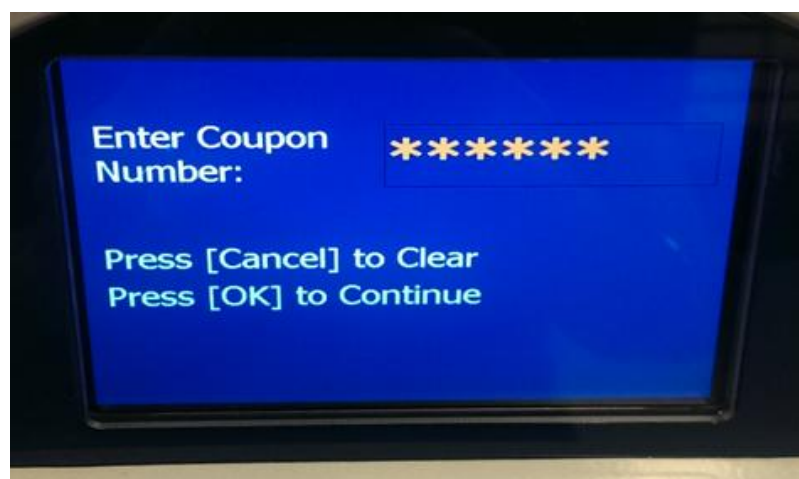 Enter Coupon
Number:
******
Press [Cancel] to Clear
Press [OK] to Continue